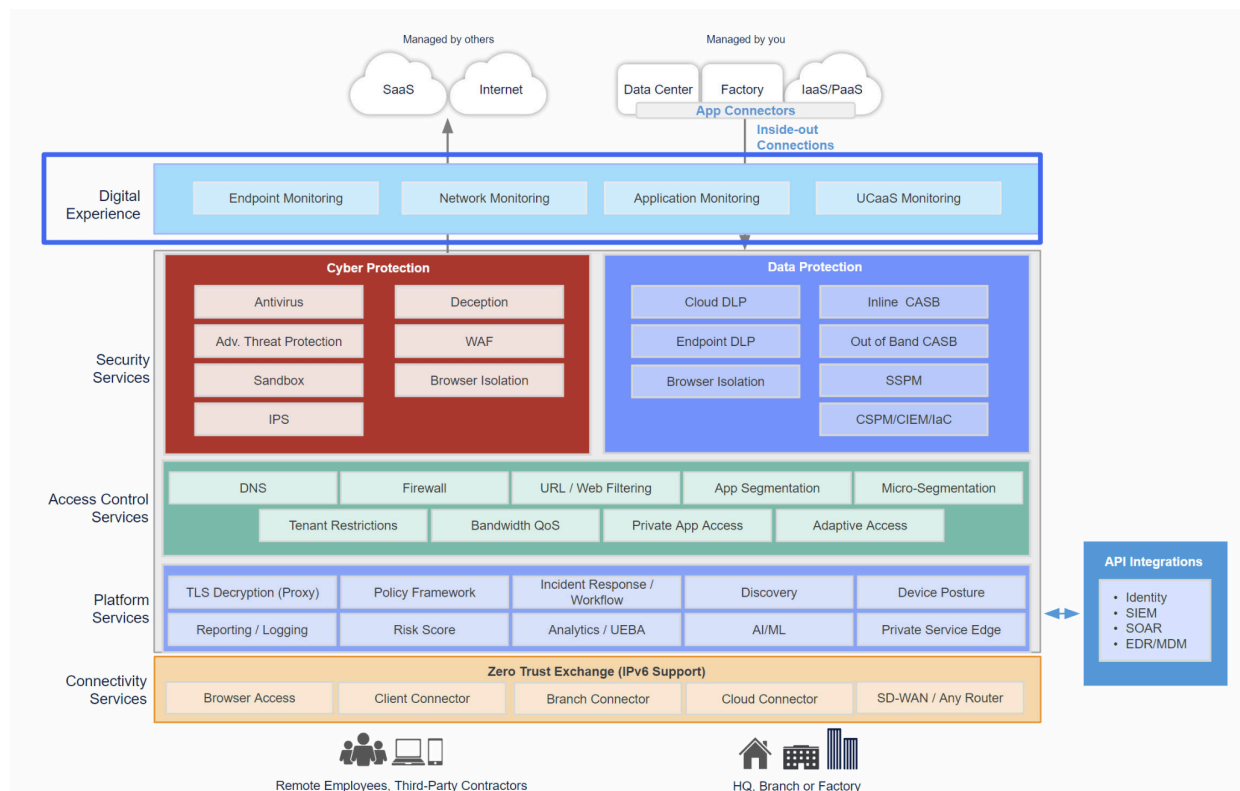 Managed by others
Managed by you
SaaS
Internet
Data Center
Factory
IaaS/PaaS
App Connectors
Inside-out
Connections
Digital
Experience
Endpoint Monitoring
Network Monitoring
Application Monitoring
UCaaS Monitoring
Security
Services
Cyber Protection
Antivirus
Deception
Adv. Threat Protection
WAF
Sandbox
Browser Isolation
IPS
Data Protection
Cloud DLP
Inline CASB
Endpoint DLP
Out of Band CASB
Browser Isolation
SSPM
CSPM/CIEM/IaC
Access Control
Services
DNS
Firewall
URL / Web Filtering
App Segmentation
Micro-Segmentation
Tenant Restrictions
Bandwidth QoS
Private App Access
Adaptive Access
Platform
Services
TLS Decryption (Proxy)
Policy Framework
Incident Response /
Workflow
Discovery
Device Posture
Reporting / Logging
Risk Score
Analytics / UEBA
AI/ML
Private Service Edge
API Integrations
• Identity
• SIEM
• SOAR
• EDR/MDM
Connectivity
Services
Zero Trust Exchange (IPv6 Support)
Browser Access
Client Connector
Branch Connector
Cloud Connector
SD-WAN / Any Router
Remote Employees, Third-Party Contractors
HQ, Branch or Factory